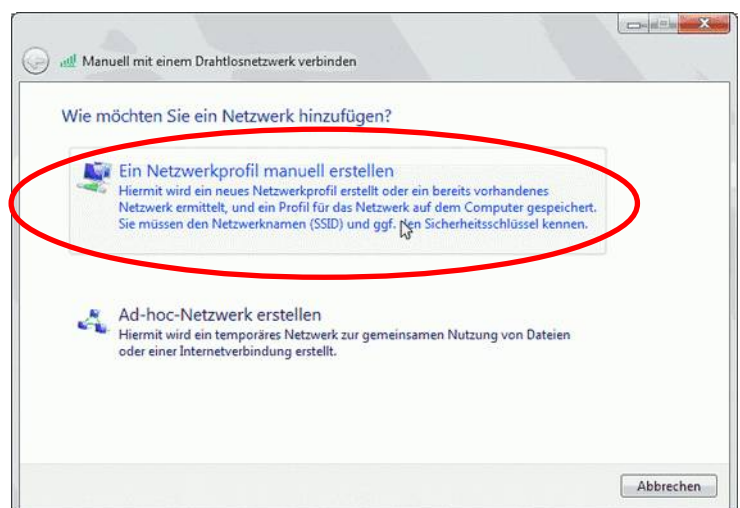 Manuell mit einem Drahtlosnetzwerk verbinden
Wie möchten Sie ein Netzwerk hinzufügen?
Ein Netzwerkprofil manuell erstellen
Hiermit wird ein neues Netzwerkprofil erstellt oder ein bereits vorhandenes
Netzwerk ermittelt, und ein Profil für das Netzwerk auf dem Computer gespeichert.
Sie müssen den Netzwerknamen (SSID) und ggf. den Sicherheitsschlüssel kennen.
Ad-hoc-Netzwerk erstellen
Hiermit wird ein temporäres Netzwerk zur gemeinsamen Nutzung von Dateien
oder einer Internetverbindung erstellt.
Abbrechen